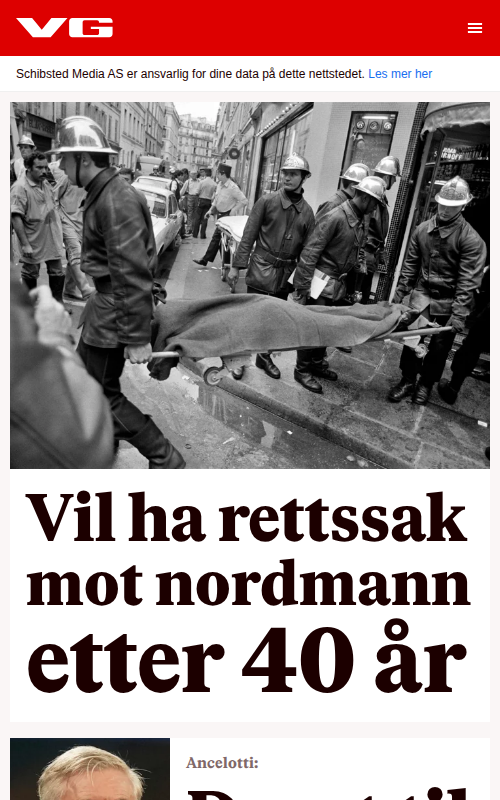 VG
Schibsted Media AS er ansvarlig for dine data på dette nettstedet. Les mer her
Vil ha rettssak
mot nordmann
etter 40 år
Ancelotti: